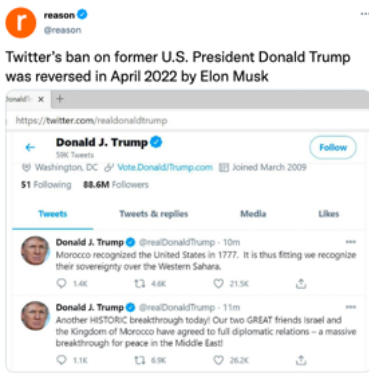 reason
@reason
Twitter's ban on former U.S. President Donald Trump
was reversed in April 2022 by Elon Musk
https://twitter.com/realdonaldtrump
Donald J. Trump
59K Tweets
Follow
Washington, DC Vote.DonaldJTrump.com Joined March 2009
51 Following 88.6M Followers
Tweets Tweets & replies Media Likes
Donald J. Trump @realDonaldTrump · 10m
Morocco recognized the United States in 1777. It is thus fitting we recognize
their sovereignty over the Western Sahara.
1.4K 4.6K 21.5K
Donald J. Trump @realDonaldTrump · 11m
Another HISTORIC breakthrough today! Our two GREAT friends Israel and
the Kingdom of Morocco have agreed to full diplomatic relations – a massive
breakthrough for peace in the Middle East!
1.1K 6.9K 26.2K